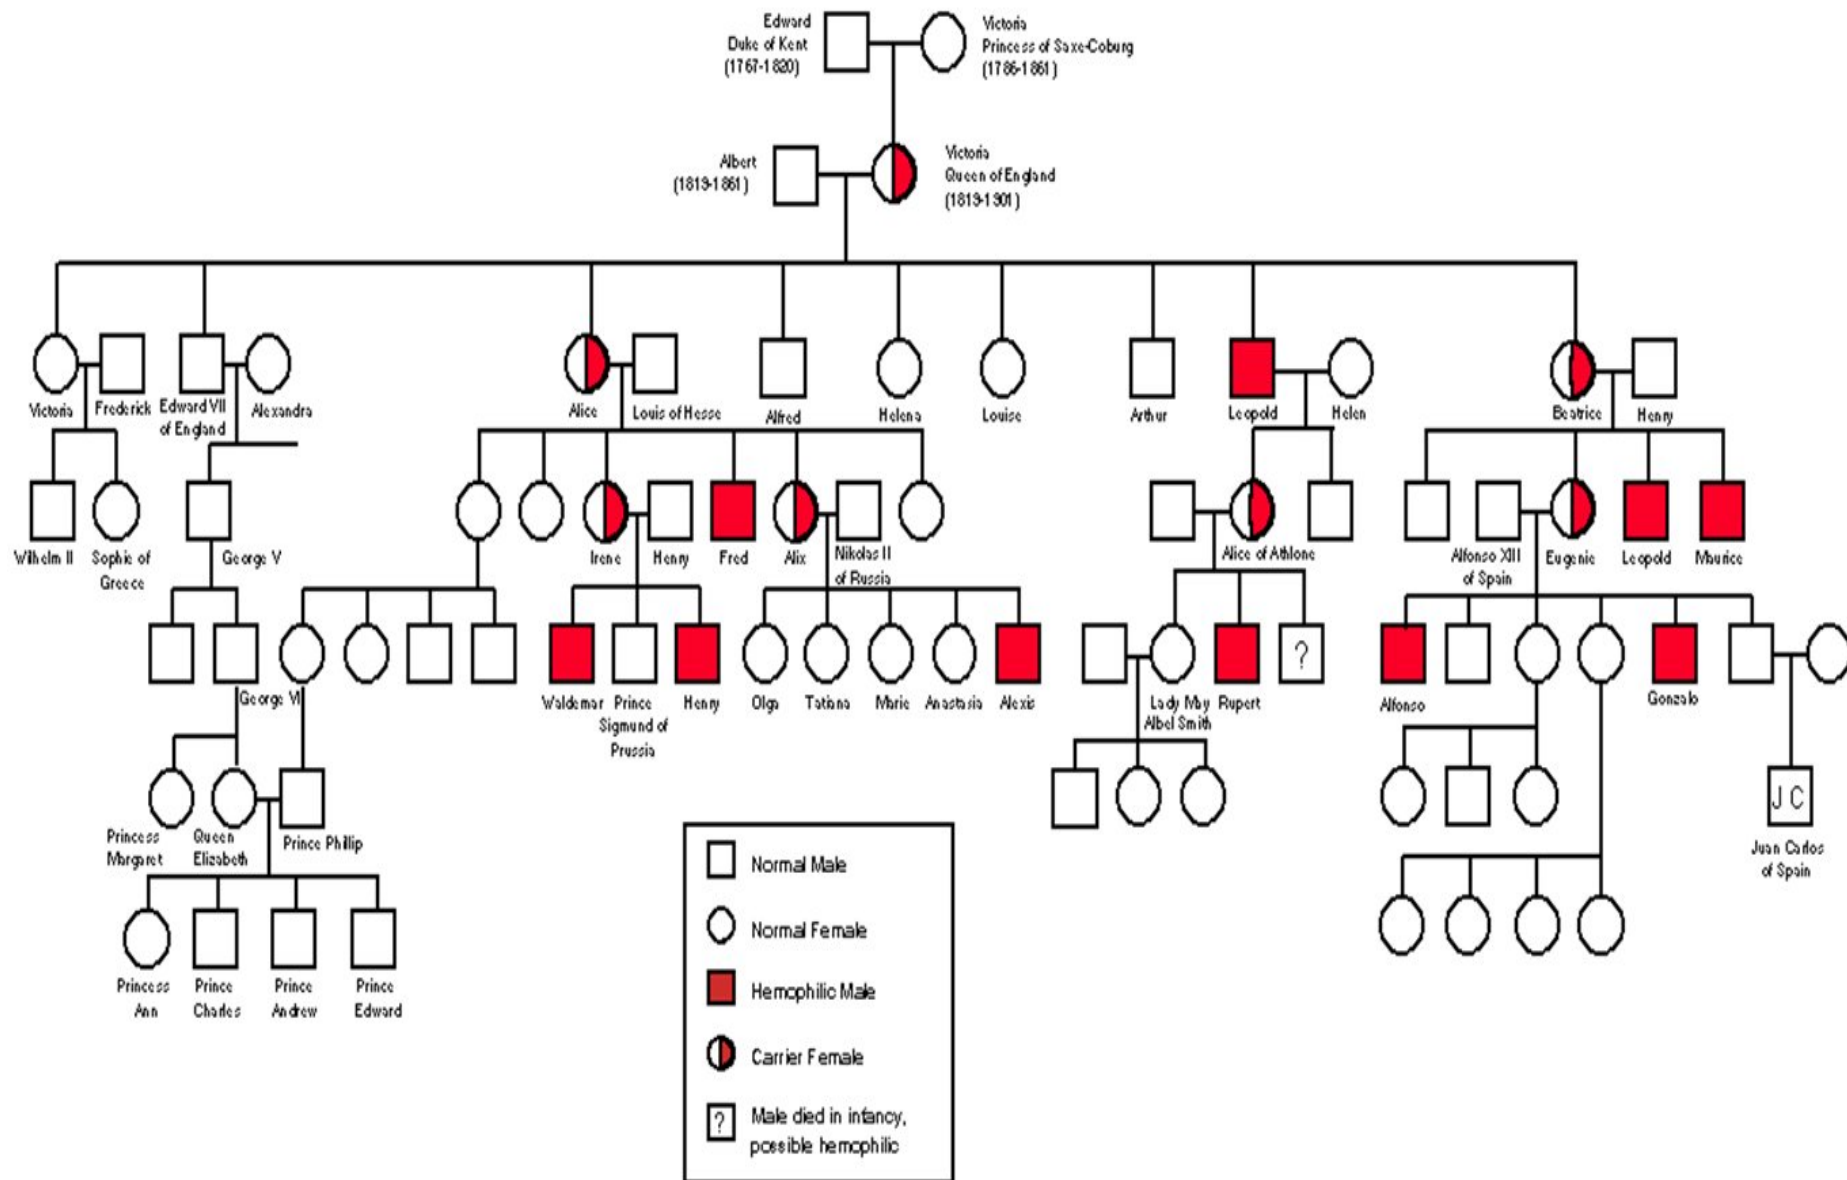 Edward
Duke of Kent
(1767-1820)
Victoria
Princess of Saxe-Coburg
(1786-1861)
Albert
(1819-1861)
Victoria
Queen of England
(1819-1901)
Victoria
Frederick
Edward VII
of England
Alexandra
Alice
Louis of Hesse
Alfred
Helena
Louise
Arthur
Leopold
Helen
Beatrice
Henry
Wilhelm II
Sophie of
Greece
George V
Irene
Henry
Fred
Alix
Nikolas II
of Russia
Alice of Athlone
Alfonso XIII
of Spain
Eugenie
Leopold
Maurice
George VI
Waldemar
Prince
Sigmund of
Prussia
Henry
Olga
Tatiana
Marie
Anastasia
Alexis
Lady May
Albel Smith
Rupert
?
Alfonso
Gonzalo
Princess
Margaret
Queen
Elizabeth
Prince Phillip
J C
Juan Carlos
of Spain
Princess
Ann
Prince
Charles
Prince
Andrew
Prince
Edward
Normal Male
Normal Female
Hemophilic Male
Carrier Female
? Male died in infancy,
possible hemophilic